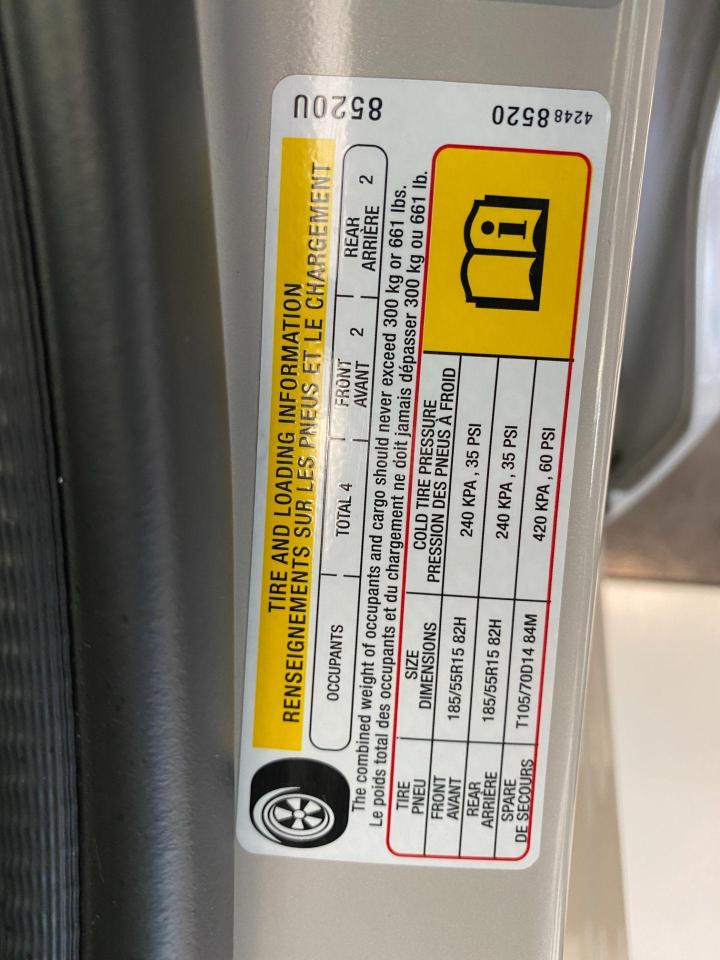 TIRE AND LOADING INFORMATION
RENSEIGNEMENTS SUR LES PNEUS ET LE CHARGEMENT
OCCUPANTS TOTAL 4 FRONT AVANT 2 REAR ARRIÈRE 2
The combined weight of occupants and cargo should never exceed 300 kg or 661 lbs.
Le poids total des occupants et du chargement ne doit jamais dépasser 300 kg ou 661 lb.
TIRE PNEU SIZE DIMENSIONS COLD TIRE PRESSURE PRESSION DES PNEUS À FROID
FRONT AVANT 185/55R15 82H 240 KPA , 35 PSI
REAR ARRIÈRE 185/55R15 82H 240 KPA , 35 PSI
SPARE DE SECOURS T105/70D14 84M 420 KPA , 60 PSI
i
8520U
4248 8520